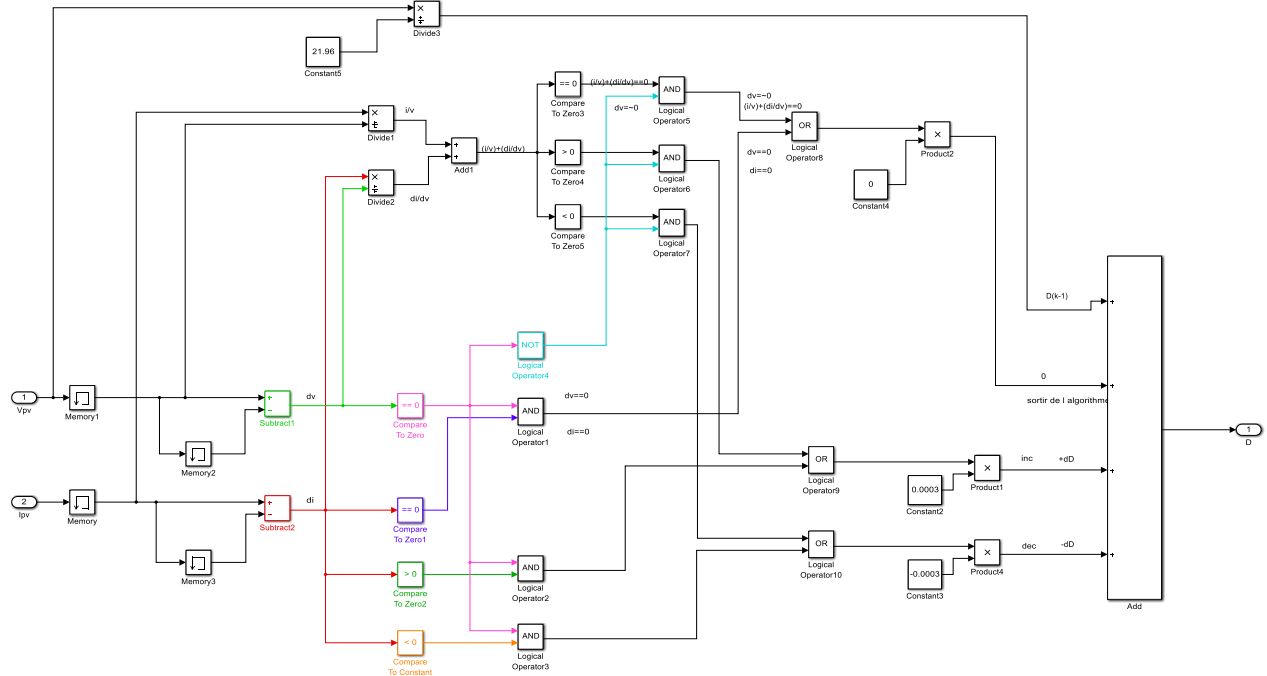 Divide3
21.96
Constant5
== 0
(i/v)+(di/dv)==0
AND
Compare
To Zero3
dv=~0
Logical
Operator5
dv=~0
(i/v)+(di/dv)==0
i/v
Divide1
OR
Logical
Operator8
Product2
(i/v)+(di/dv)
Add1
> 0
Compare
To Zero4
AND
Logical
Operator6
dv==0
di==0
0
Constant4
Divide2
di/dv
< 0
Compare
To Zero5
AND
Logical
Operator7
D(k-1)
NOT
Logical
Operator4
0
sortir de l algorithme
1
Vpv
Memory1
dv
Subtract1
== 0
Compare
To Zero
dv==0
AND
Logical
Operator1
di==0
1
D
Memory2
OR
Logical
Operator9
0.0003
Constant2
Product1
inc
+dD
2
Ipv
Memory
di
Subtract2
== 0
Compare
To Zero1
Memory3
OR
Logical
Operator10
-0.0003
Constant3
Product4
dec
-dD
> 0
Compare
To Zero2
AND
Logical
Operator2
Add
< 0
Compare
To Constant
AND
Logical
Operator3